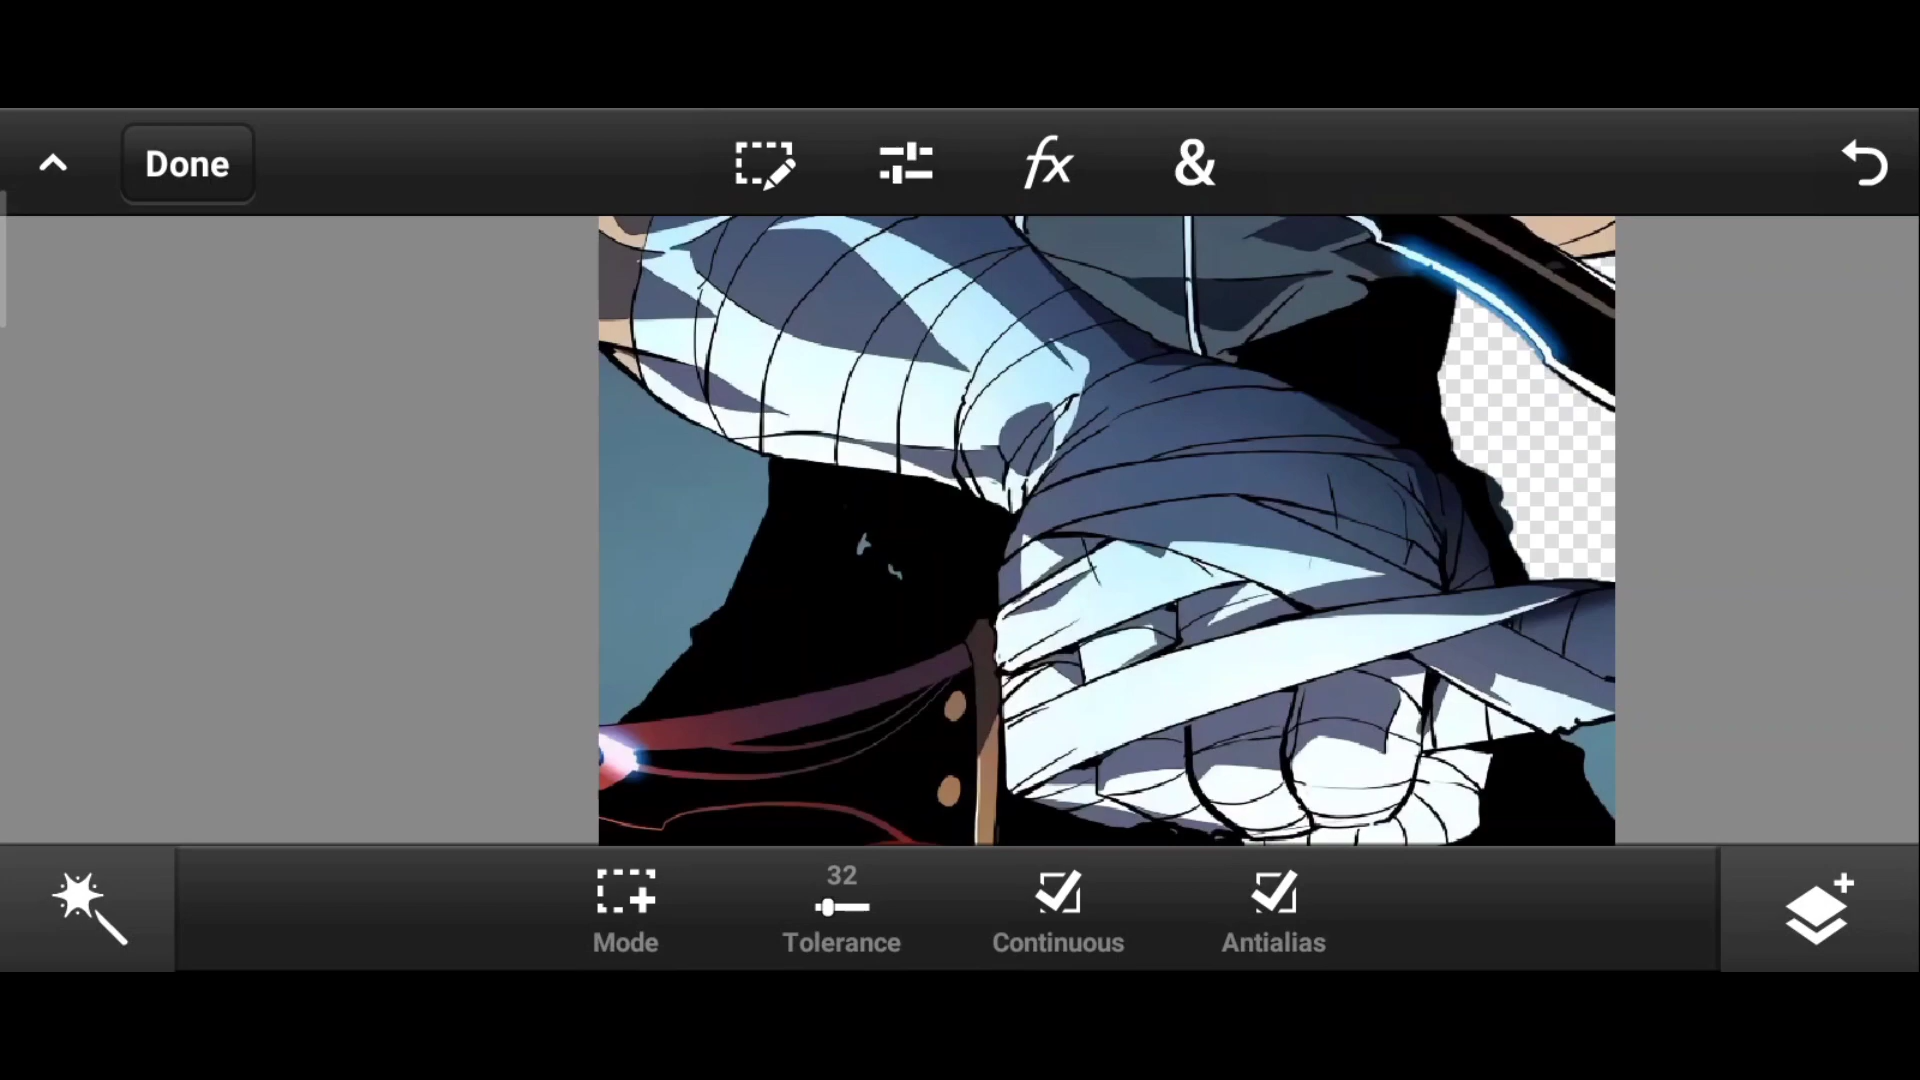 Done
fx
&
32
Mode
Tolerance
Continuous
Antialias